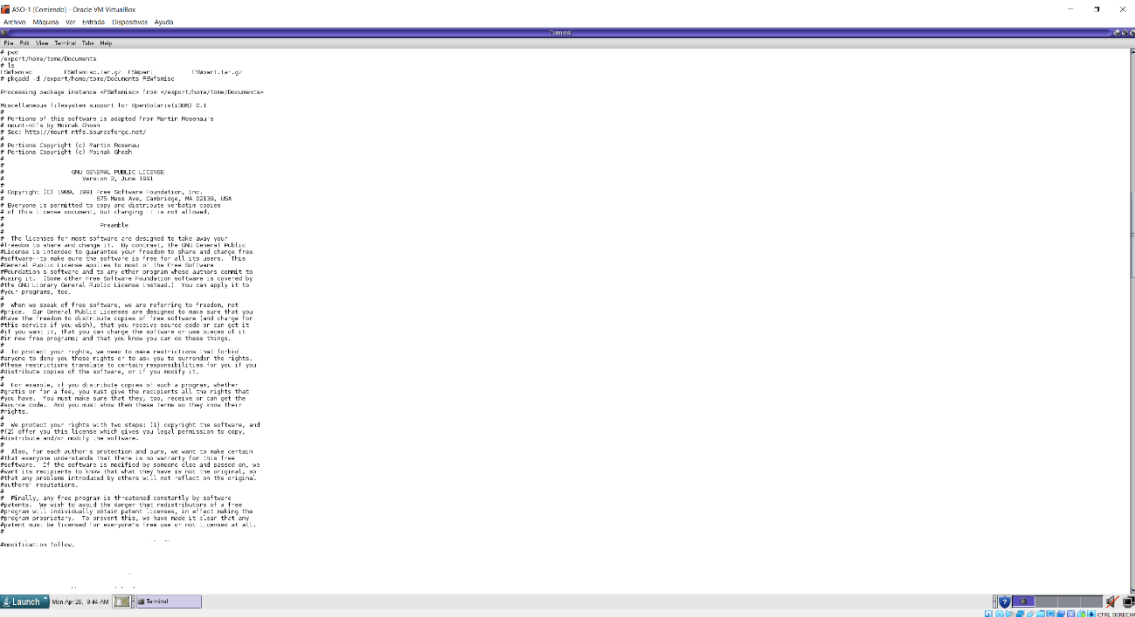 ASO-1 [Corriendo] - Oracle VM VirtualBox
Archivo Máquina Ver Entrada Dispositivos Ayuda
Terminal
File Edit View Terminal Tabs Help
# pwd
/export/home/tome/Documents
# ls
FSWfsmisc FSWfsmisc.tar.gz FSWpart FSWpart.tar.gz
# pkgadd -d /export/home/tome/Documents FSWfsmisc
Processing package instance <FSWfsmisc> from </export/home/tome/Documents>
Miscellaneous filesystem support for OpenSolaris(i386) 0.1
#
# Portions of this software is adapted from Martin Rosenau's
# mount-ntfs by Moinak Ghosh
# See: http://mount-ntfs.sourceforge.net/
#
# Portions Copyright (c) Martin Rosenau
# Portions Copyright (c) Moinak Ghosh
#
#
# GNU GENERAL PUBLIC LICENSE
# Version 2, June 1991
#
# Copyright (C) 1989, 1991 Free Software Foundation, Inc.
# 675 Mass Ave, Cambridge, MA 02139, USA
# Everyone is permitted to copy and distribute verbatim copies
# of this license document, but changing it is not allowed.
#
# Preamble
#
# The licenses for most software are designed to take away your
#freedom to share and change it. By contrast, the GNU General Public
#License is intended to guarantee your freedom to share and change free
#software--to make sure the software is free for all its users. This
#General Public License applies to most of the Free Software
#Foundation's software and to any other program whose authors commit to
#using it. (Some other Free Software Foundation software is covered by
#the GNU Library General Public License instead.) You can apply it to
#your programs, too.
#
# When we speak of free software, we are referring to freedom, not
#price. Our General Public Licenses are designed to make sure that you
#have the freedom to distribute copies of free software (and charge for
#this service if you wish), that you receive source code or can get it
#if you want it, that you can change the software or use pieces of it
#in new free programs; and that you know you can do these things.
#
# To protect your rights, we need to make restrictions that forbid
#anyone to deny you these rights or to ask you to surrender the rights.
#These restrictions translate to certain responsibilities for you if you
#distribute copies of the software, or if you modify it.
#
# For example, if you distribute copies of such a program, whether
#gratis or for a fee, you must give the recipients all the rights that
#you have. You must make sure that they, too, receive or can get the
#source code. And you must show them these terms so they know their
#rights.
#
# We protect your rights with two steps: (1) copyright the software, and
#(2) offer you this license which gives you legal permission to copy,
#distribute and/or modify the software.
#
# Also, for each author's protection and ours, we want to make certain
#that everyone understands that there is no warranty for this free
#software. If the software is modified by someone else and passed on, we
#want its recipients to know that what they have is not the original, so
#that any problems introduced by others will not reflect on the original
#authors' reputations.
#
# Finally, any free program is threatened constantly by software
#patents. We wish to avoid the danger that redistributors of a free
#program will individually obtain patent licenses, in effect making the
#program proprietary. To prevent this, we have made it clear that any
#patent must be licensed for everyone's free use or not licensed at all.
#
#modification follow.
Launch Mon Apr 20, 9:44 AM Terminal
CTRL DERECHA